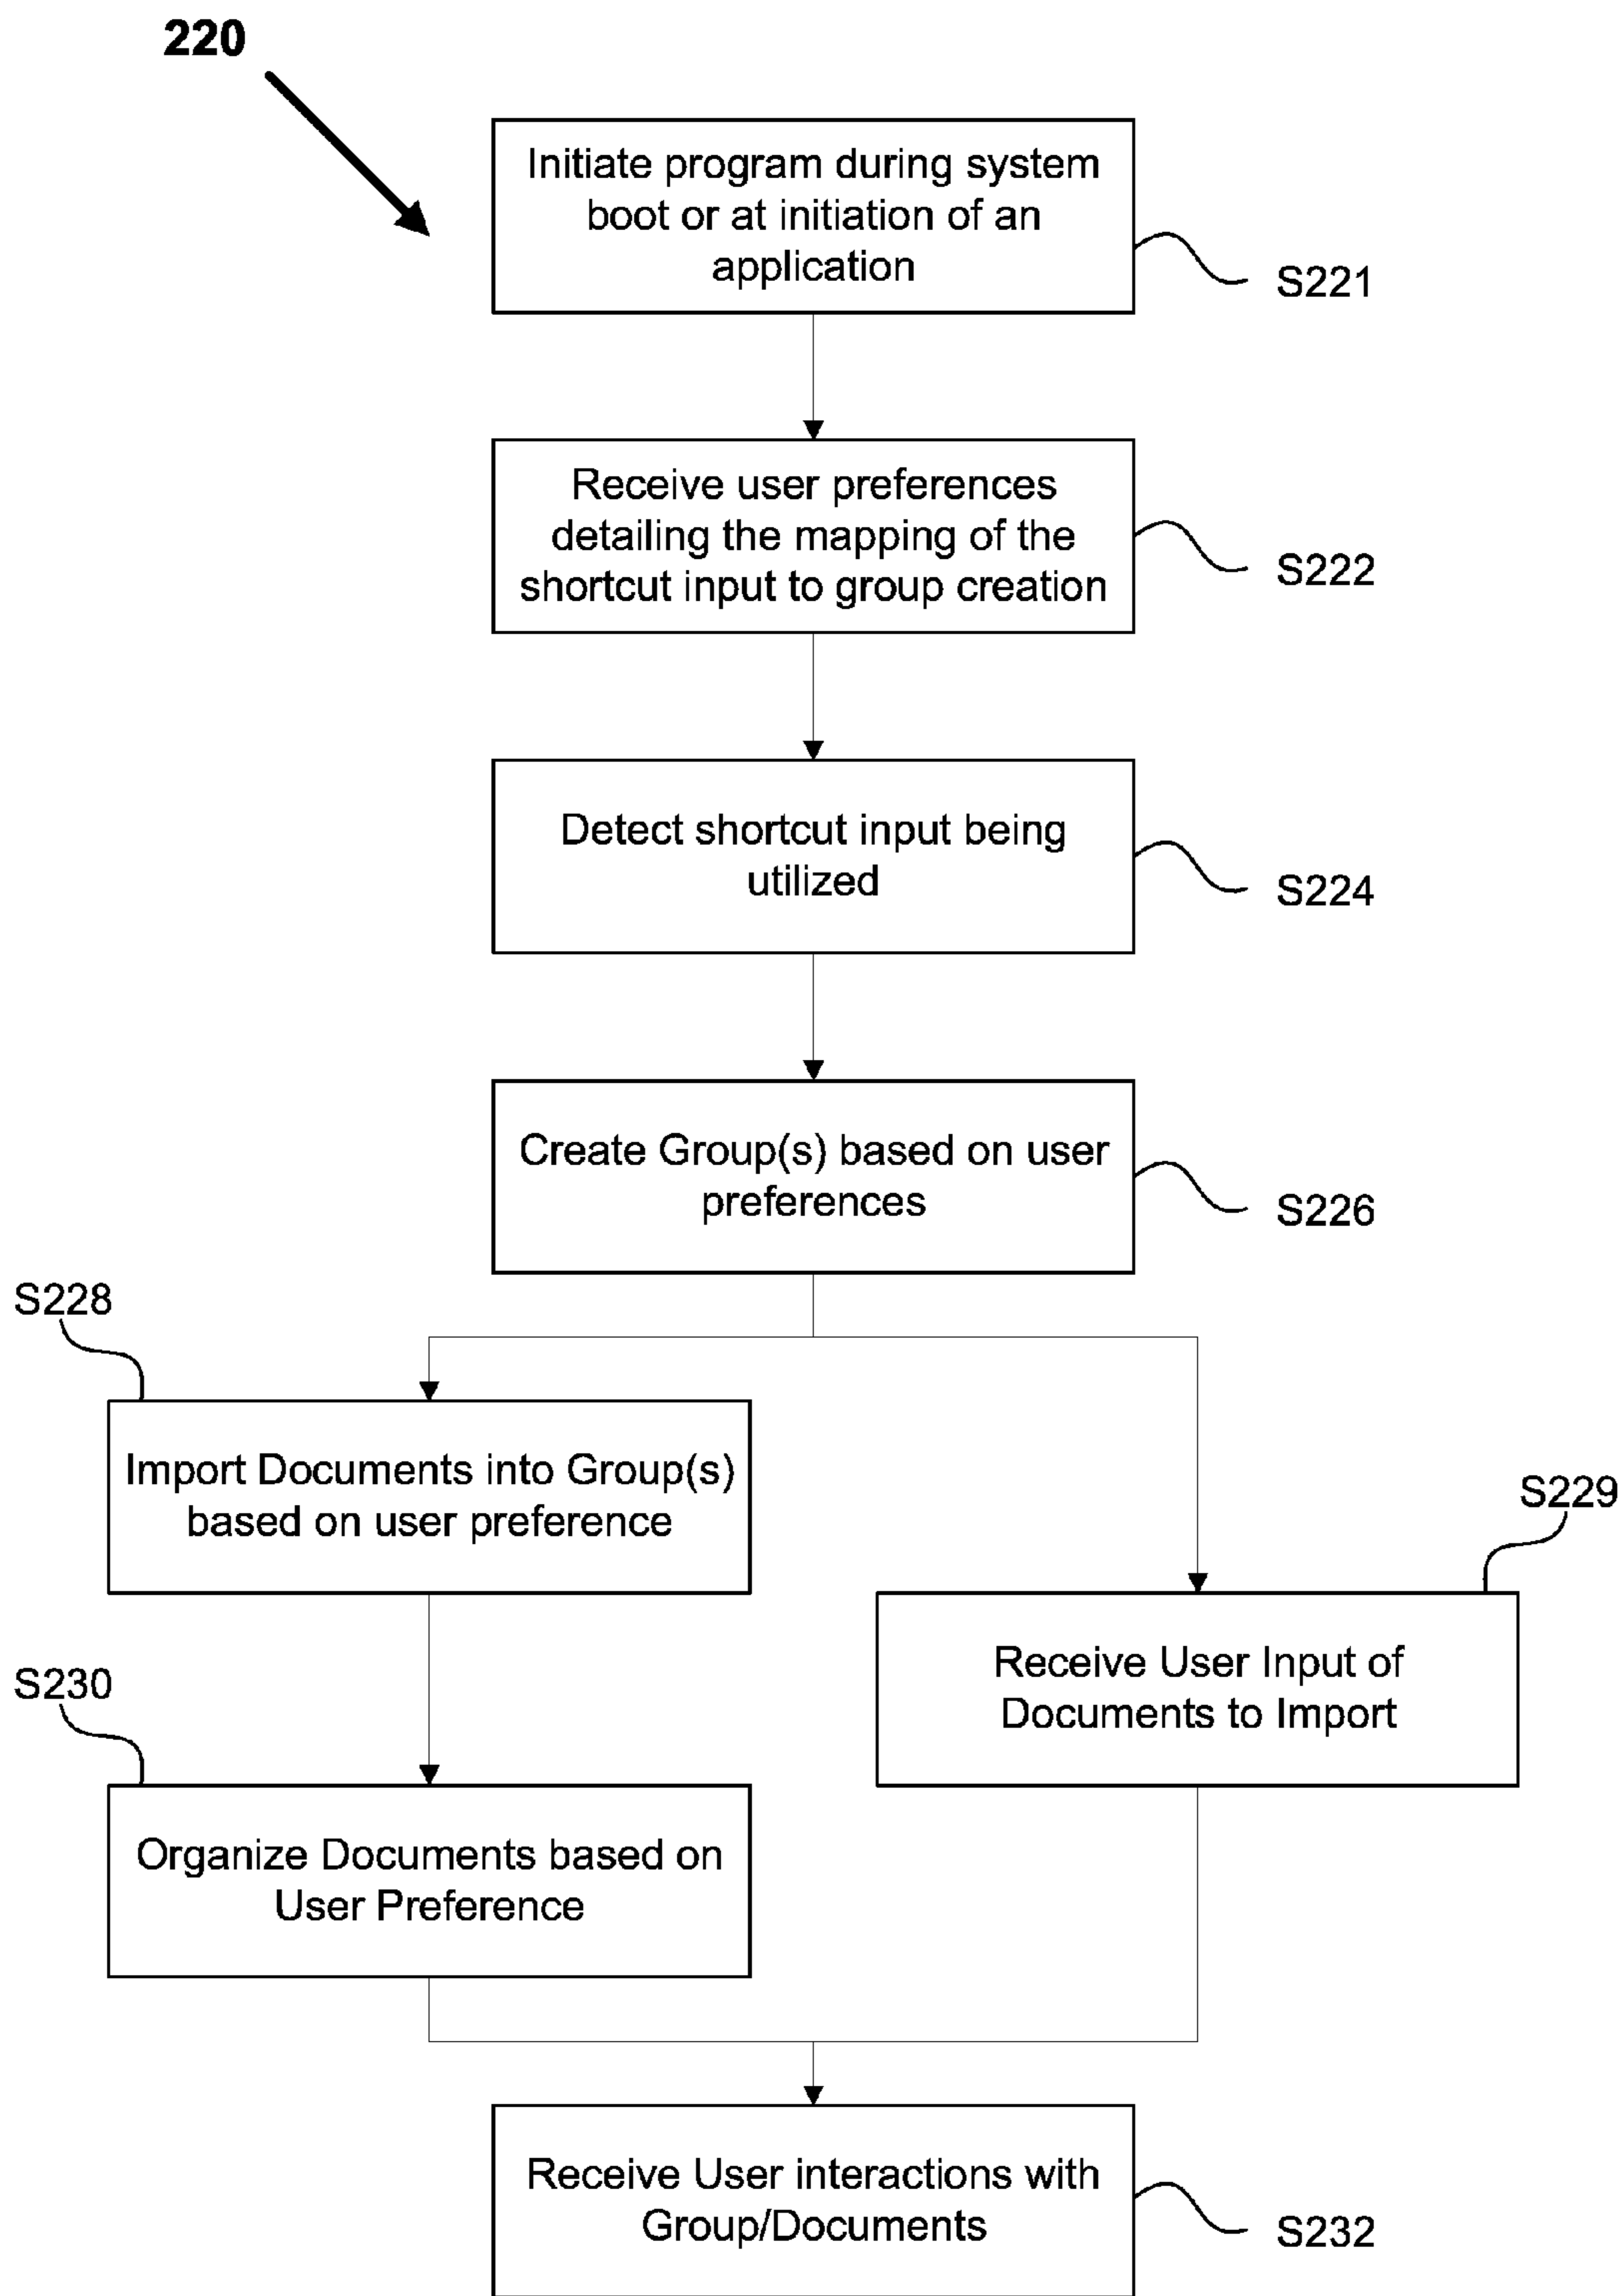 220
Initiate program during system
boot or at initiation of an
application
S221
Receive user preferences
detailing the mapping of the
shortcut input to group creation
S222
Detect shortcut input being
utilized
S224
Create Group(s) based on user
preferences
S226
S228
Import Documents into Group(s)
based on user preference
S229
Receive User Input of
Documents to Import
S230
Organize Documents based on
User Preference
Receive User interactions with
Group/Documents
S232